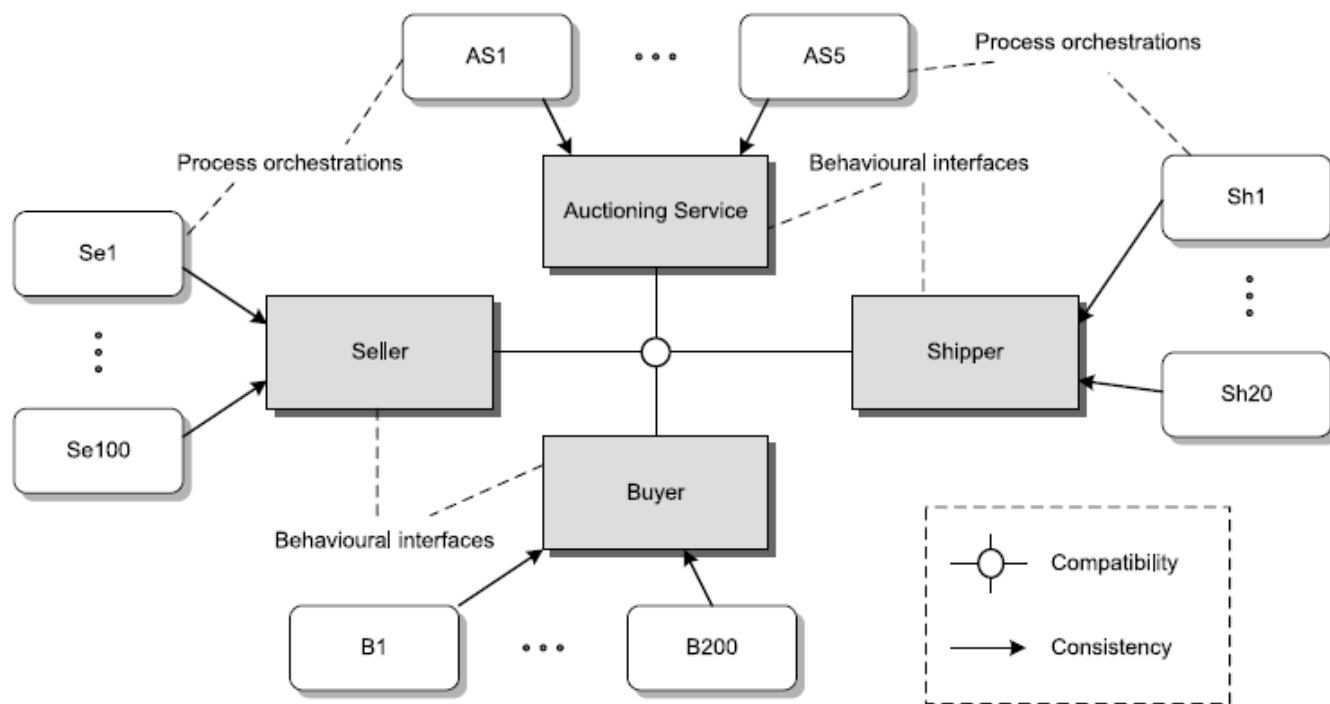 AS1
AS5
Process orchestrations
Process orchestrations
Behavioural interfaces
Auctioning Service
Sh1
Se1
Seller
Shipper
Se100
Sh20
Buyer
Behavioural interfaces
Compatibility
B1
B200
Consistency